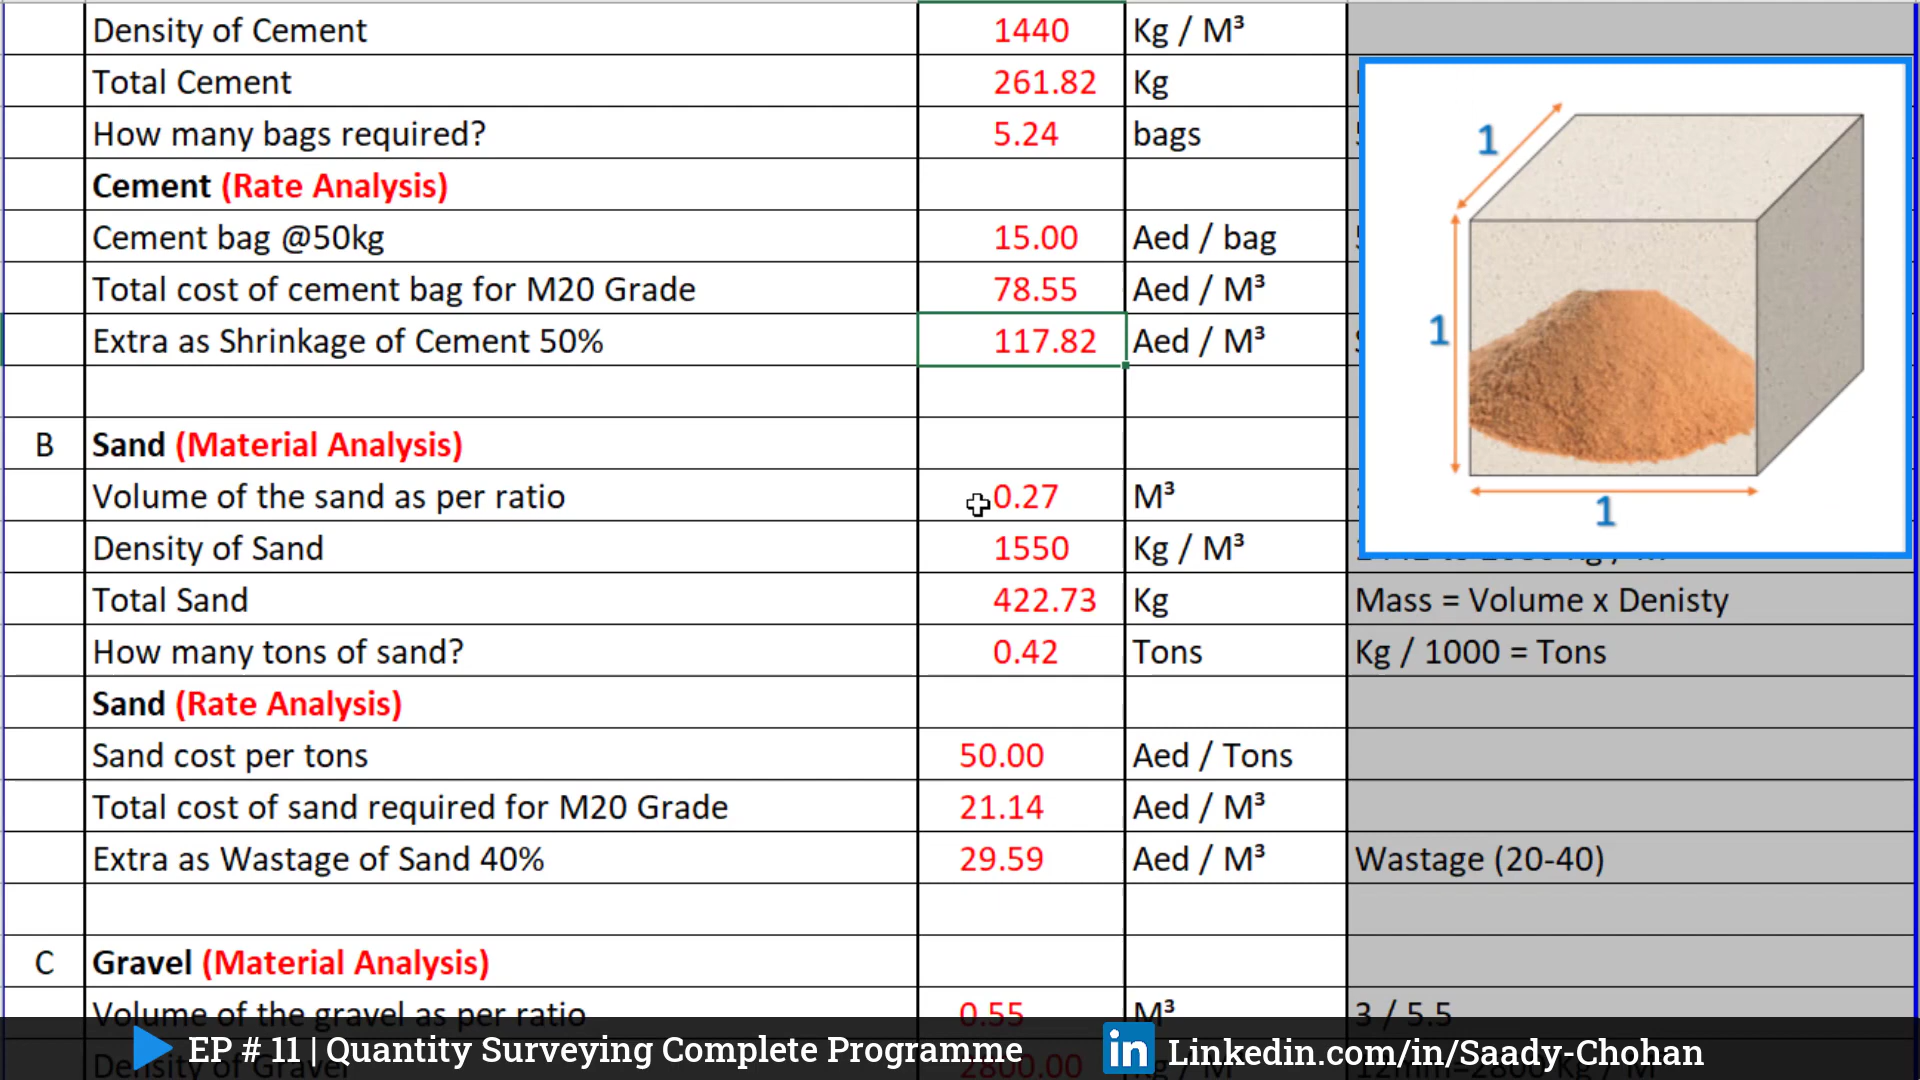 Density of Cement 1440 Kg / M³
Total Cement 261.82 Kg
How many bags required? 5.24 bags
Cement (Rate Analysis)
Cement bag @50kg 15.00 Aed / bag
Total cost of cement bag for M20 Grade 78.55 Aed / M³
Extra as Shrinkage of Cement 50% 117.82 Aed / M³
B Sand (Material Analysis)
Volume of the sand as per ratio 0.27 M³
Density of Sand 1550 Kg / M³
Total Sand 422.73 Kg Mass = Volume x Denisty
How many tons of sand? 0.42 Tons Kg / 1000 = Tons
Sand (Rate Analysis)
Sand cost per tons 50.00 Aed / Tons
Total cost of sand required for M20 Grade 21.14 Aed / M³
Extra as Wastage of Sand 40% 29.59 Aed / M³ Wastage (20-40)
C Gravel (Material Analysis)
Volume of the gravel as per ratio 0.55 M³ 3 / 5.5
Density of Gravel 2800.00 Kg / M³
1
1
1
EP # 11 | Quantity Surveying Complete Programme
in Linkedin.com/in/Saady-Chohan